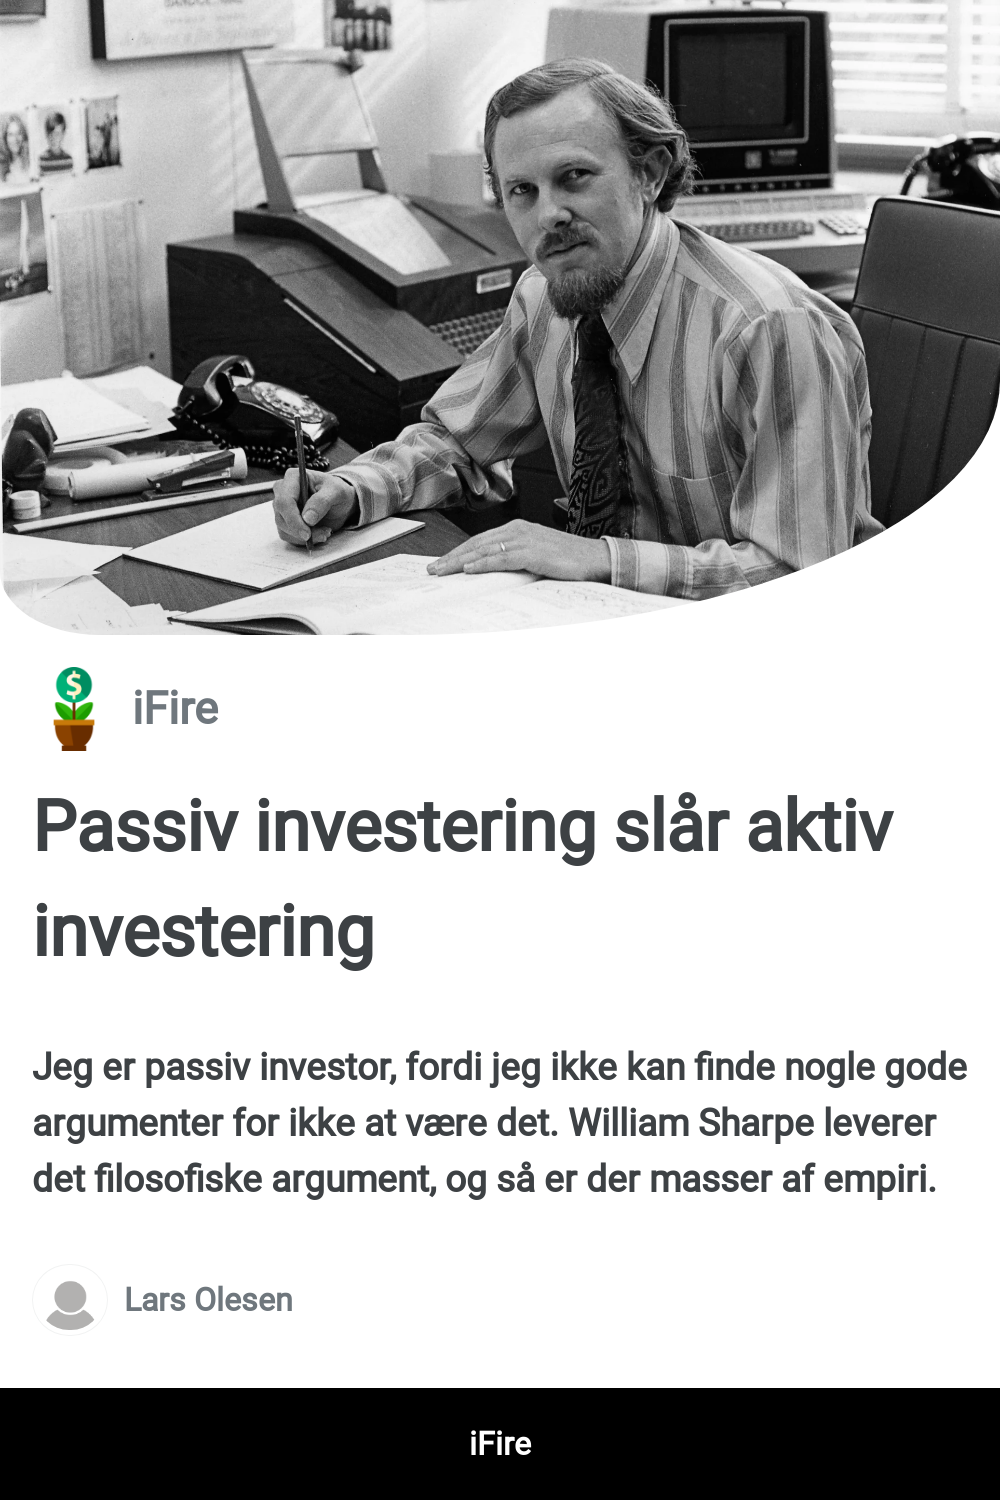 iFire
Passiv investering slår aktiv
investering
Jeg er passiv investor, fordi jeg ikke kan finde nogle gode
argumenter for ikke at være det. William Sharpe leverer
det filosofiske argument, og så er der masser af empiri.
Lars Olesen
iFire